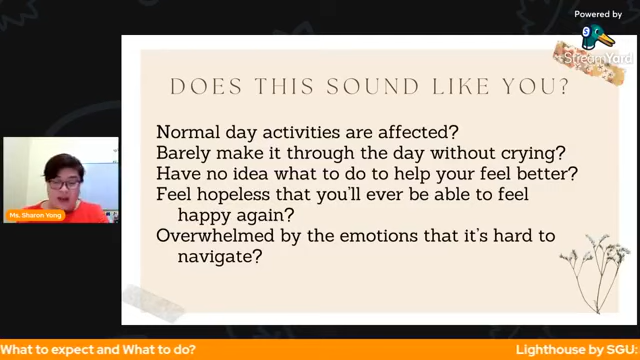 Powered by
StreamYard
DOES THIS SOUND LIKE YOU?
Normal day activities are affected?
Barely make it through the day without crying?
Have no idea what to do to help your feel better?
Feel hopeless that you'll ever be able to feel
happy again?
Overwhelmed by the emotions that it's hard to
navigate?
Ms. Sharon Yong
What to expect and What to do?
Lighthouse by SGU: